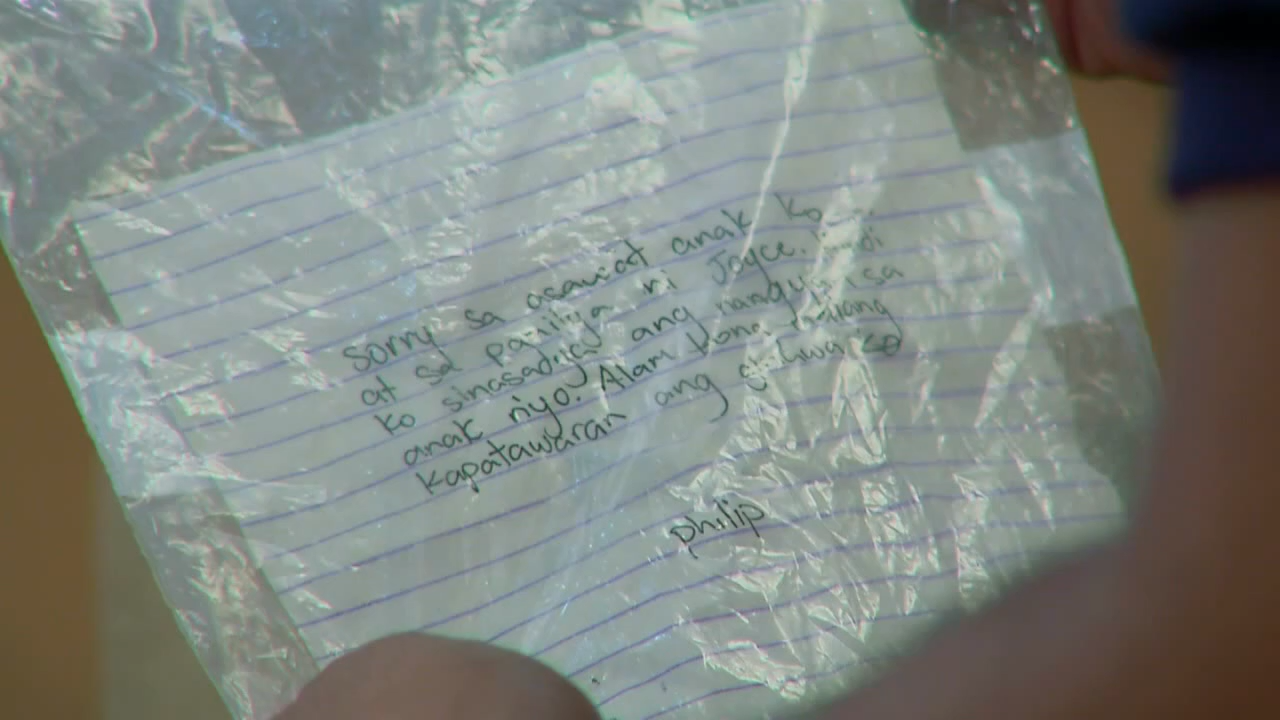 Sorry sa asawa't anak ko
at sa pamilya ni Joyce. Hindi
ko sinasadya ang nangyari sa
anak niyo. Alam kong walang
kapatawaran ang ginawa ko
philip